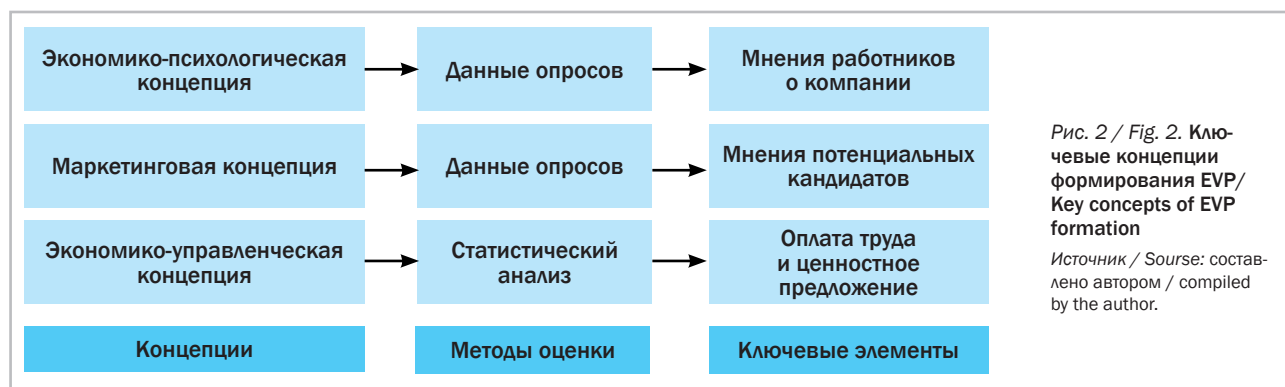 Экономико-психологическая
концепция
Данные опросов
Мнения работников
о компании
Маркетинговая концепция
Данные опросов
Мнения потенциальных
кандидатов
Экономико-управленческая
концепция
Статистический
анализ
Оплата труда
и ценностное
предложение
Концепции
Методы оценки
Ключевые элементы
Рис. 2 / Fig. 2. Клю-
чевые концепции
формирования EVP/
Key concepts of EVP
formation
Источник / Sourse: состав-
лено автором / compiled
by the author.